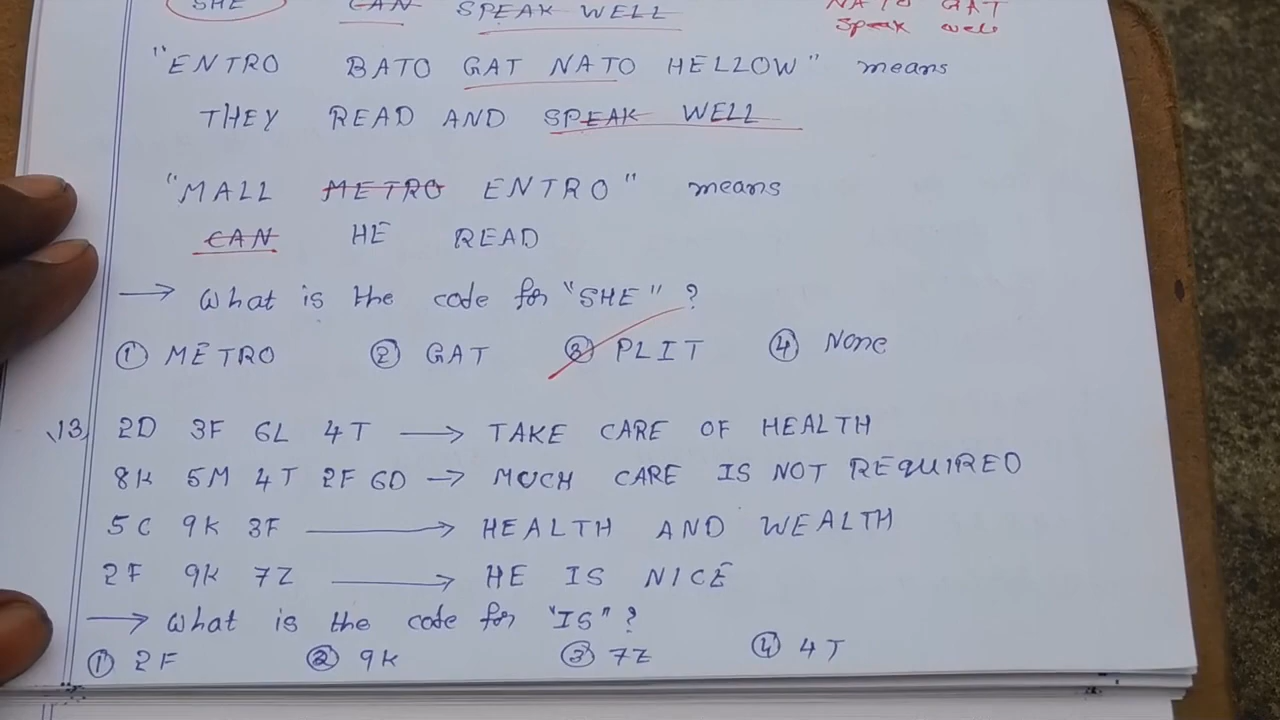 SHE CAN SPEAK WELL
NATO GAT
Speak well
"ENTRO BATO GAT NATO HELLOW" means
THEY READ AND SPEAK WELL
"MALL METRO ENTRO" means
CAN HE READ
→ What is the code for "SHE" ?
① METRO ② GAT ③ PLIT ④ None
13, 2D 3F 6L 4T → TAKE CARE OF HEALTH
8K 5M 4T 2F 6D → MUCH CARE IS NOT REQUIRED
5C 9K 3F → HEALTH AND WEALTH
2F 9K 7Z → HE IS NICE
→ What is the code for "IS" ?
① 2F ② 9K ③ 7Z ④ 4T